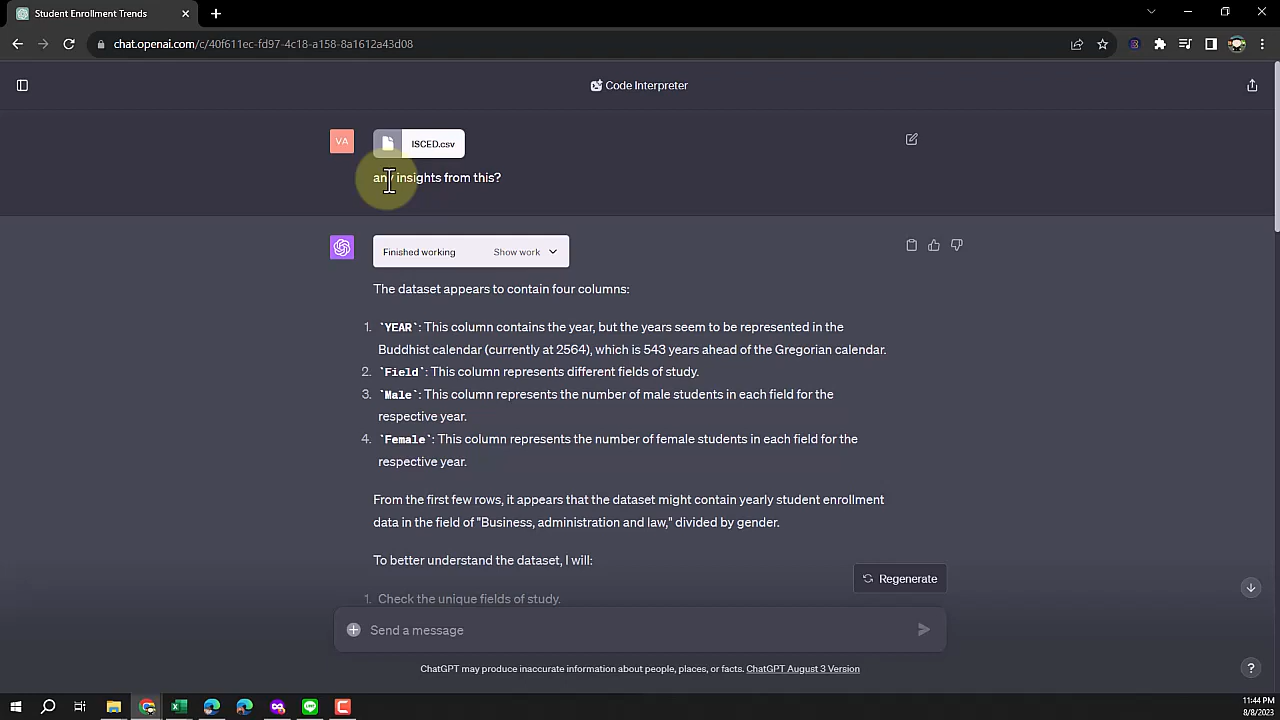 Student Enrollment Trends
chat.openai.com/c/40f611ec-fd97-4c18-a158-8a1612a43d08
Code Interpreter
VA
ISCED.csv
any insights from this?
Finished working Show work
The dataset appears to contain four columns:
1. `YEAR`: This column contains the year, but the years seem to be represented in the
Buddhist calendar (currently at 2564), which is 543 years ahead of the Gregorian calendar.
2. `Field`: This column represents different fields of study.
3. `Male`: This column represents the number of male students in each field for the
respective year.
4. `Female`: This column represents the number of female students in each field for the
respective year.
From the first few rows, it appears that the dataset might contain yearly student enrollment
data in the field of "Business, administration and law," divided by gender.
To better understand the dataset, I will:
Regenerate
1. Check the unique fields of study.
Send a message
ChatGPT may produce inaccurate information about people, places, or facts. ChatGPT August 3 Version
?
11:44 PM
8/8/2023